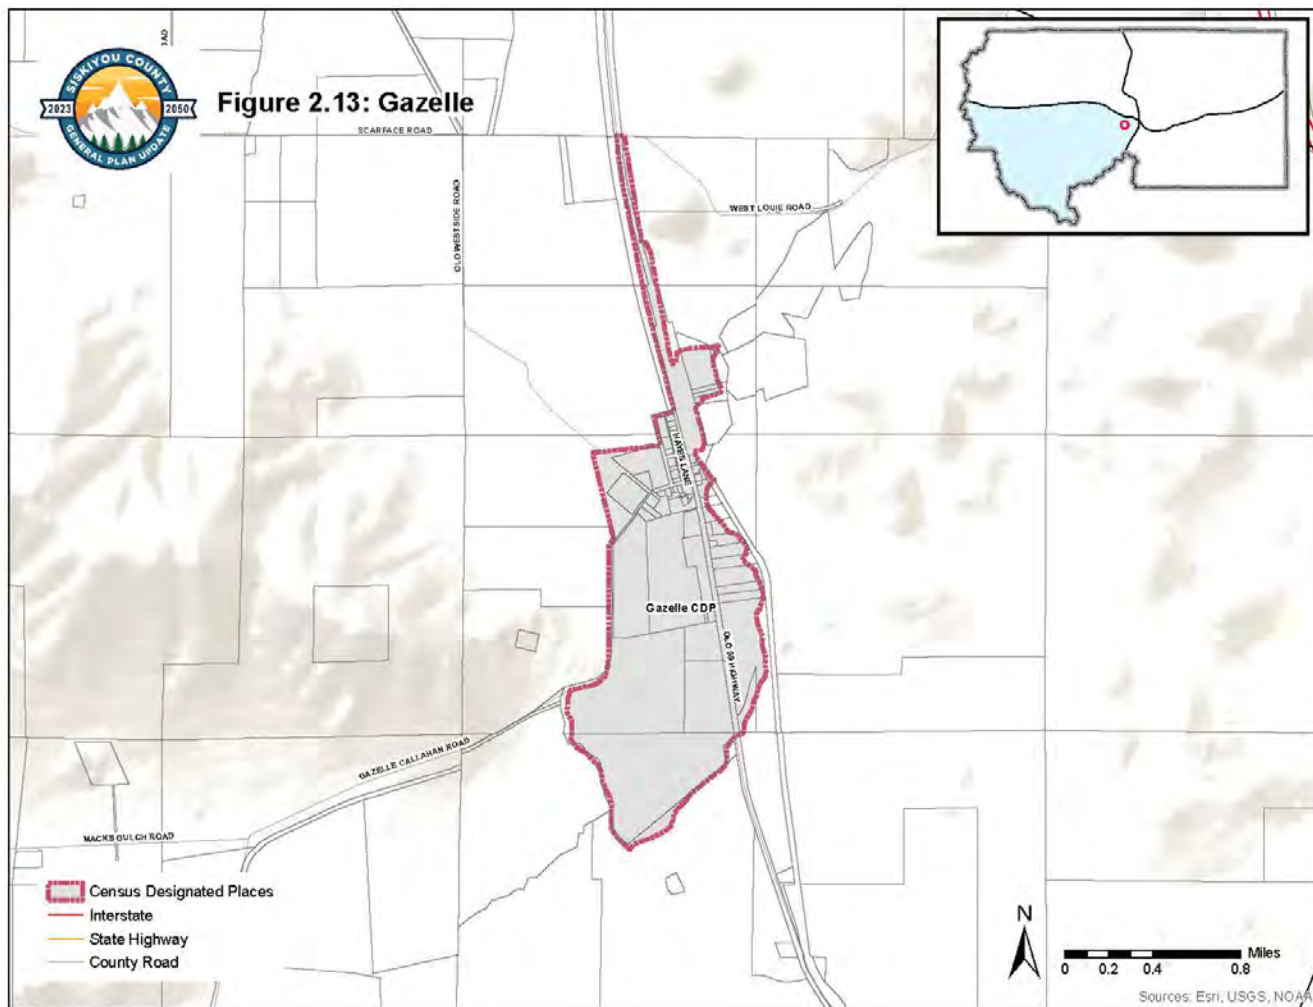 SISKIYOU COUNTY
2023
2050
GENERAL PLAN UPDATE
Figure 2.13: Gazelle
SCARFACE ROAD
OLD WESTSIDE ROAD
WEST LOUIE ROAD
HAYES LANE
Gazelle CDP
OLD 99 HIGHWAY
GAZELLE CALLAHAN ROAD
MACKS GULCH ROAD
Census Designated Places
Interstate
State Highway
County Road
N
Miles
0 0.2 0.4 0.8
Sources: Esri, USGS, NOAA